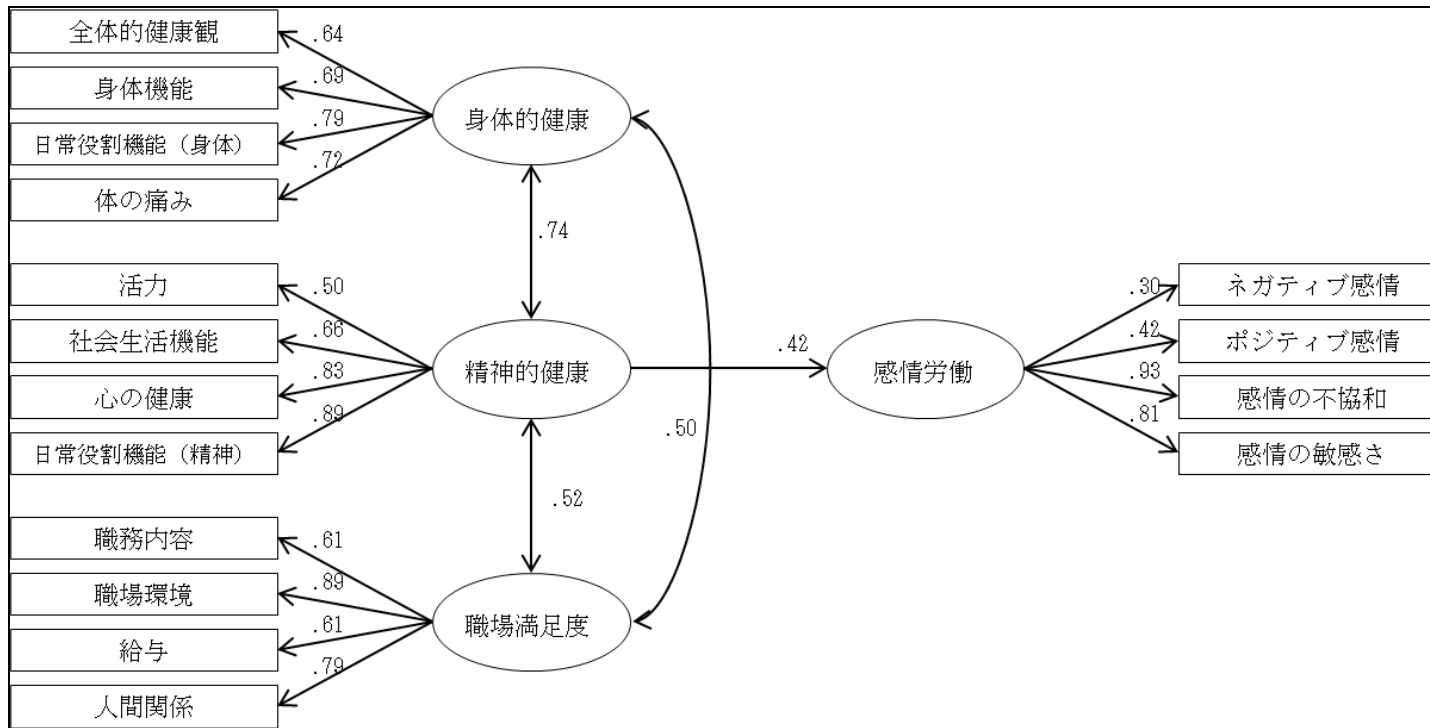 全体的健康観
.64
身体機能
.69
日常役割機能（身体）
.79
体の痛み
.72
身体的健康
.74
活力
.50
社会生活機能
.66
心の健康
.83
日常役割機能（精神）
.89
精神的健康
.42
感情労働
.50
.52
ネガティブ感情
.30
ポジティブ感情
.42
感情の不協和
.93
感情の敏感さ
.81
職務内容
.61
職場環境
.89
給与
.61
人間関係
.79
職場満足度